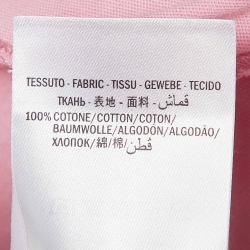 TESSUTO - FABRIC - TISSU - GEWEBE - TECIDO
ТКАНЬ - 表地 - 面料 - قماش
100% COTONE/COTTON/COTON/
BAUMWOLLE/ALGODON/ALGODÃO/
ХЛОПОК/綿/棉/قطن